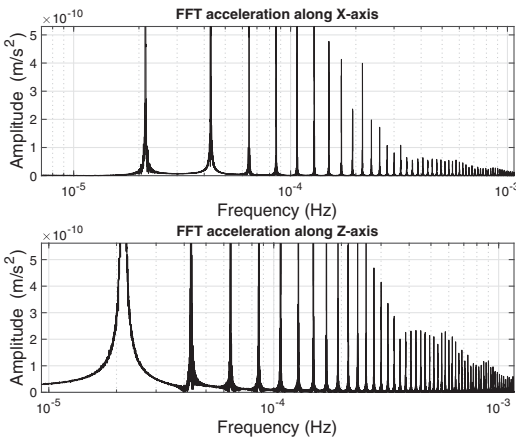 FFT acceleration along X-axis
×10⁻¹⁰
5
4
3
2
1
0
Amplitude (m/s²)
10⁻⁵ 10⁻⁴ 10⁻³
Frequency (Hz)
FFT acceleration along Z-axis
×10⁻¹⁰
5
4
3
2
1
0
Amplitude (m/s²)
10⁻⁵ 10⁻⁴ 10⁻³
Frequency (Hz)